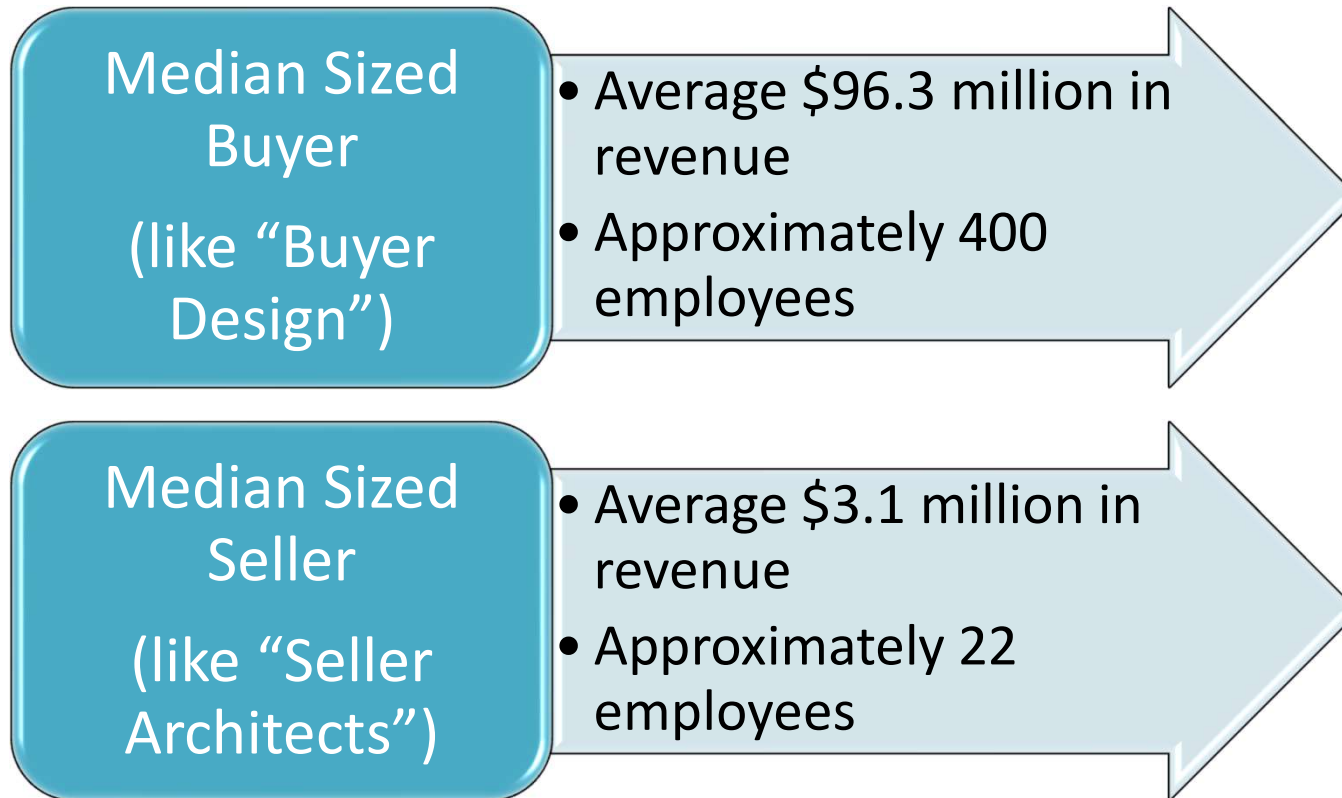 Median Sized
Buyer
(like “Buyer
Design”)
• Average $96.3 million in
revenue
• Approximately 400
employees
Median Sized
Seller
(like “Seller
Architects”)
• Average $3.1 million in
revenue
• Approximately 22
employees